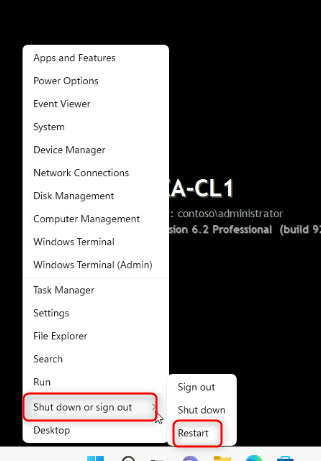 Apps and Features
Power Options
Event Viewer
System
Device Manager
Network Connections
Disk Management
Computer Management
Windows Terminal
Windows Terminal (Admin)
Task Manager
Settings
File Explorer
Search
Run
Shut down or sign out
Desktop
Sign out
Shut down
Restart
A-CL1
: contoso\administrator
sion 6.2 Professional (build 92